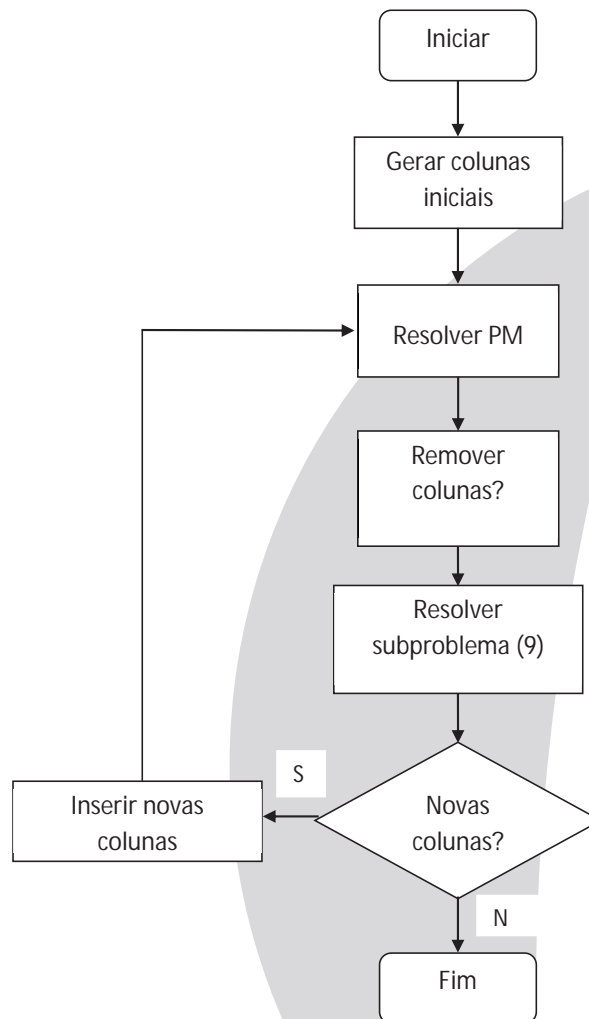 Iniciar
Gerar colunas
iniciais
Resolver PM
Remover
colunas?
Resolver
subproblema (9)
S
Inserir novas
colunas
Novas
colunas?
N
Fim